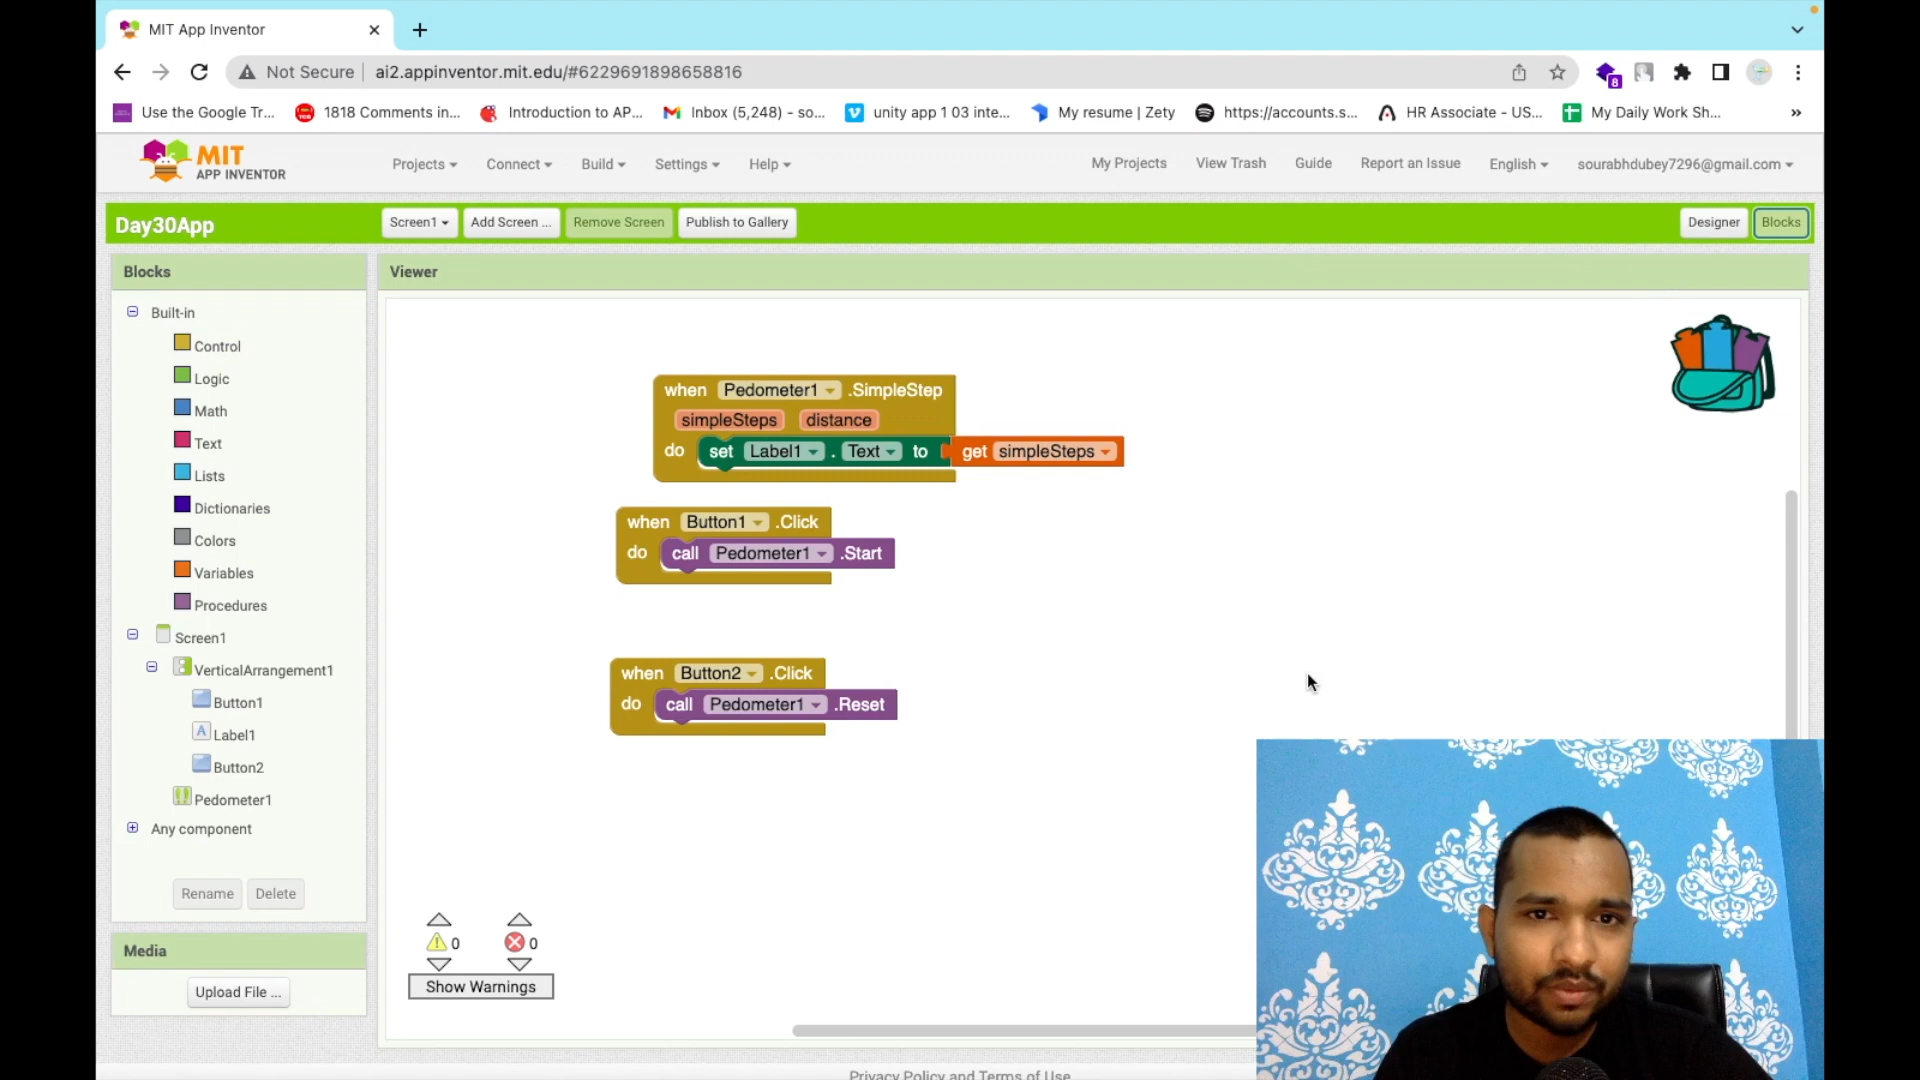 MIT App Inventor
Not Secure
ai2.appinventor.mit.edu/#6229691898658816
8
Use the Google Tr...
1818 Comments in...
Introduction to AP...
Inbox (5,248) - so...
unity app 1 03 inte...
My resume | Zety
https://accounts.s...
HR Associate - US...
My Daily Work Sh...
»
MIT
APP INVENTOR
Projects
Connect
Build
Settings
Help
My Projects
View Trash
Guide
Report an Issue
English
sourabhdubey7296@gmail.com
Day30App
Screen1
Add Screen ...
Remove Screen
Publish to Gallery
Designer
Blocks
Blocks
Built-in
Control
Logic
Math
Text
Lists
Dictionaries
Colors
Variables
Procedures
Screen1
VerticalArrangement1
Button1
A Label1
Button2
Pedometer1
Any component
Rename
Delete
Media
Upload File ...
Viewer
when Pedometer1 .SimpleStep
simpleSteps distance
do set Label1 . Text to get simpleSteps
when Button1 .Click
do call Pedometer1 .Start
when Button2 .Click
do call Pedometer1 .Reset
0
0
Show Warnings
Privacy Policy and Terms of Use